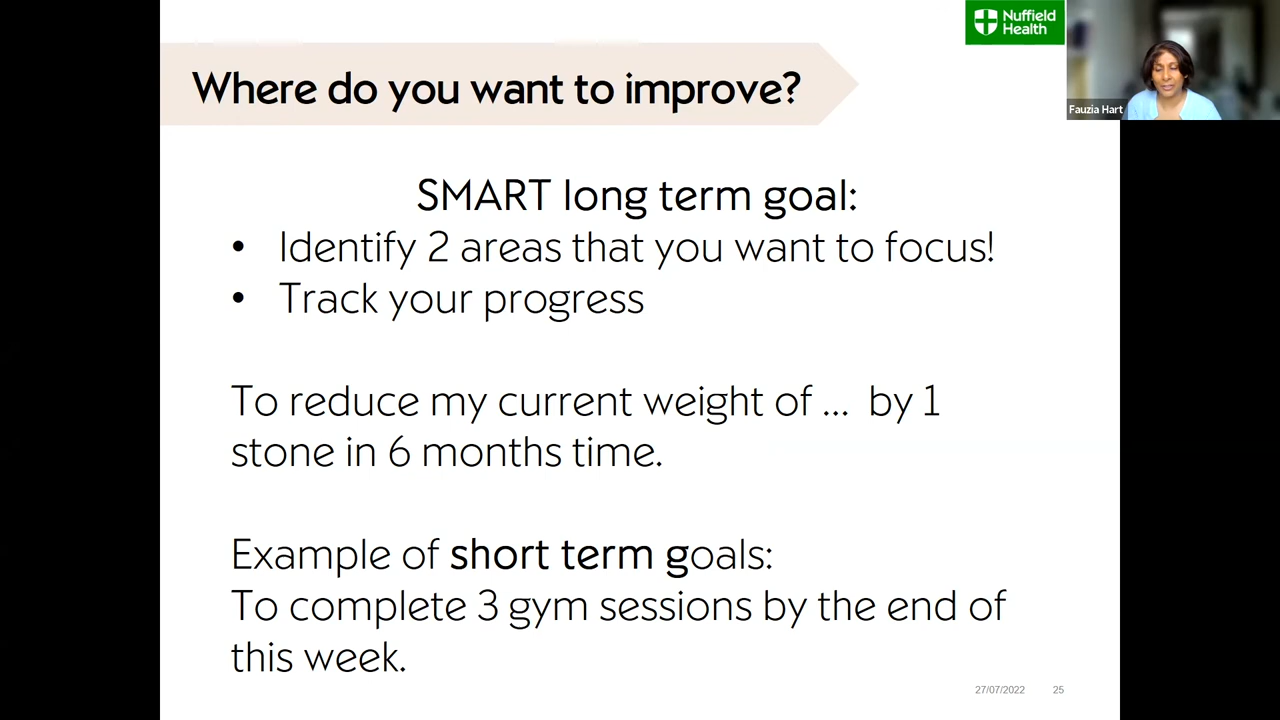 Nuffield
Health
Fauzia Hart
Where do you want to improve?
SMART long term goal:
• Identify 2 areas that you want to focus!
• Track your progress
To reduce my current weight of ... by 1
stone in 6 months time.
Example of short term goals:
To complete 3 gym sessions by the end of
this week.
27/07/2022 25